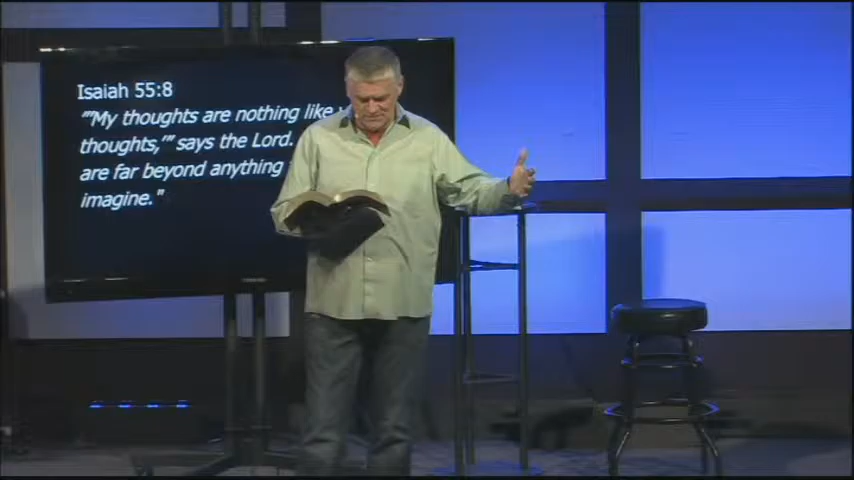 Isaiah 55:8
"'My thoughts are nothing like
thoughts,'" says the Lord.
are far beyond anything
imagine."